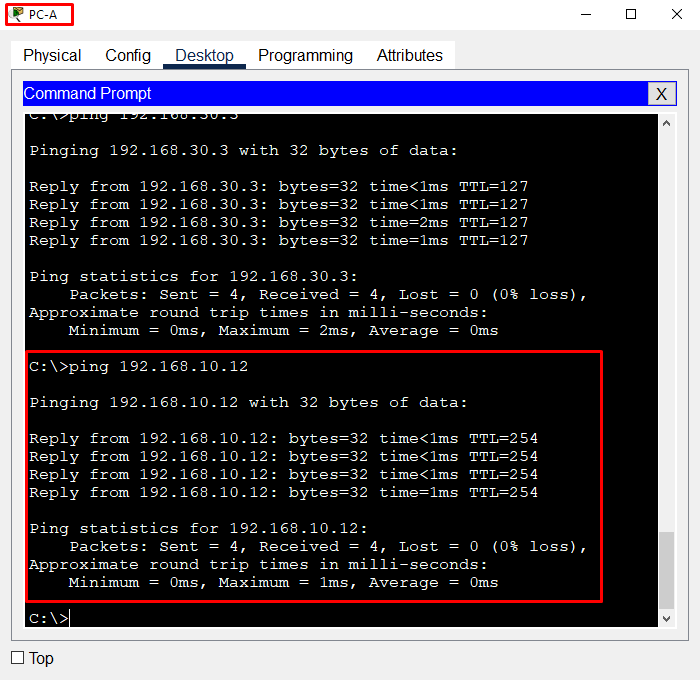 PC-A
Physical Config Desktop Programming Attributes
Command Prompt X
C:\>ping 192.168.30.3
Pinging 192.168.30.3 with 32 bytes of data:
Reply from 192.168.30.3: bytes=32 time<1ms TTL=127
Reply from 192.168.30.3: bytes=32 time<1ms TTL=127
Reply from 192.168.30.3: bytes=32 time=2ms TTL=127
Reply from 192.168.30.3: bytes=32 time=1ms TTL=127
Ping statistics for 192.168.30.3:
Packets: Sent = 4, Received = 4, Lost = 0 (0% loss),
Approximate round trip times in milli-seconds:
Minimum = 0ms, Maximum = 2ms, Average = 0ms
C:\>ping 192.168.10.12
Pinging 192.168.10.12 with 32 bytes of data:
Reply from 192.168.10.12: bytes=32 time<1ms TTL=254
Reply from 192.168.10.12: bytes=32 time<1ms TTL=254
Reply from 192.168.10.12: bytes=32 time<1ms TTL=254
Reply from 192.168.10.12: bytes=32 time=1ms TTL=254
Ping statistics for 192.168.10.12:
Packets: Sent = 4, Received = 4, Lost = 0 (0% loss),
Approximate round trip times in milli-seconds:
Minimum = 0ms, Maximum = 1ms, Average = 0ms
C:\>
Top